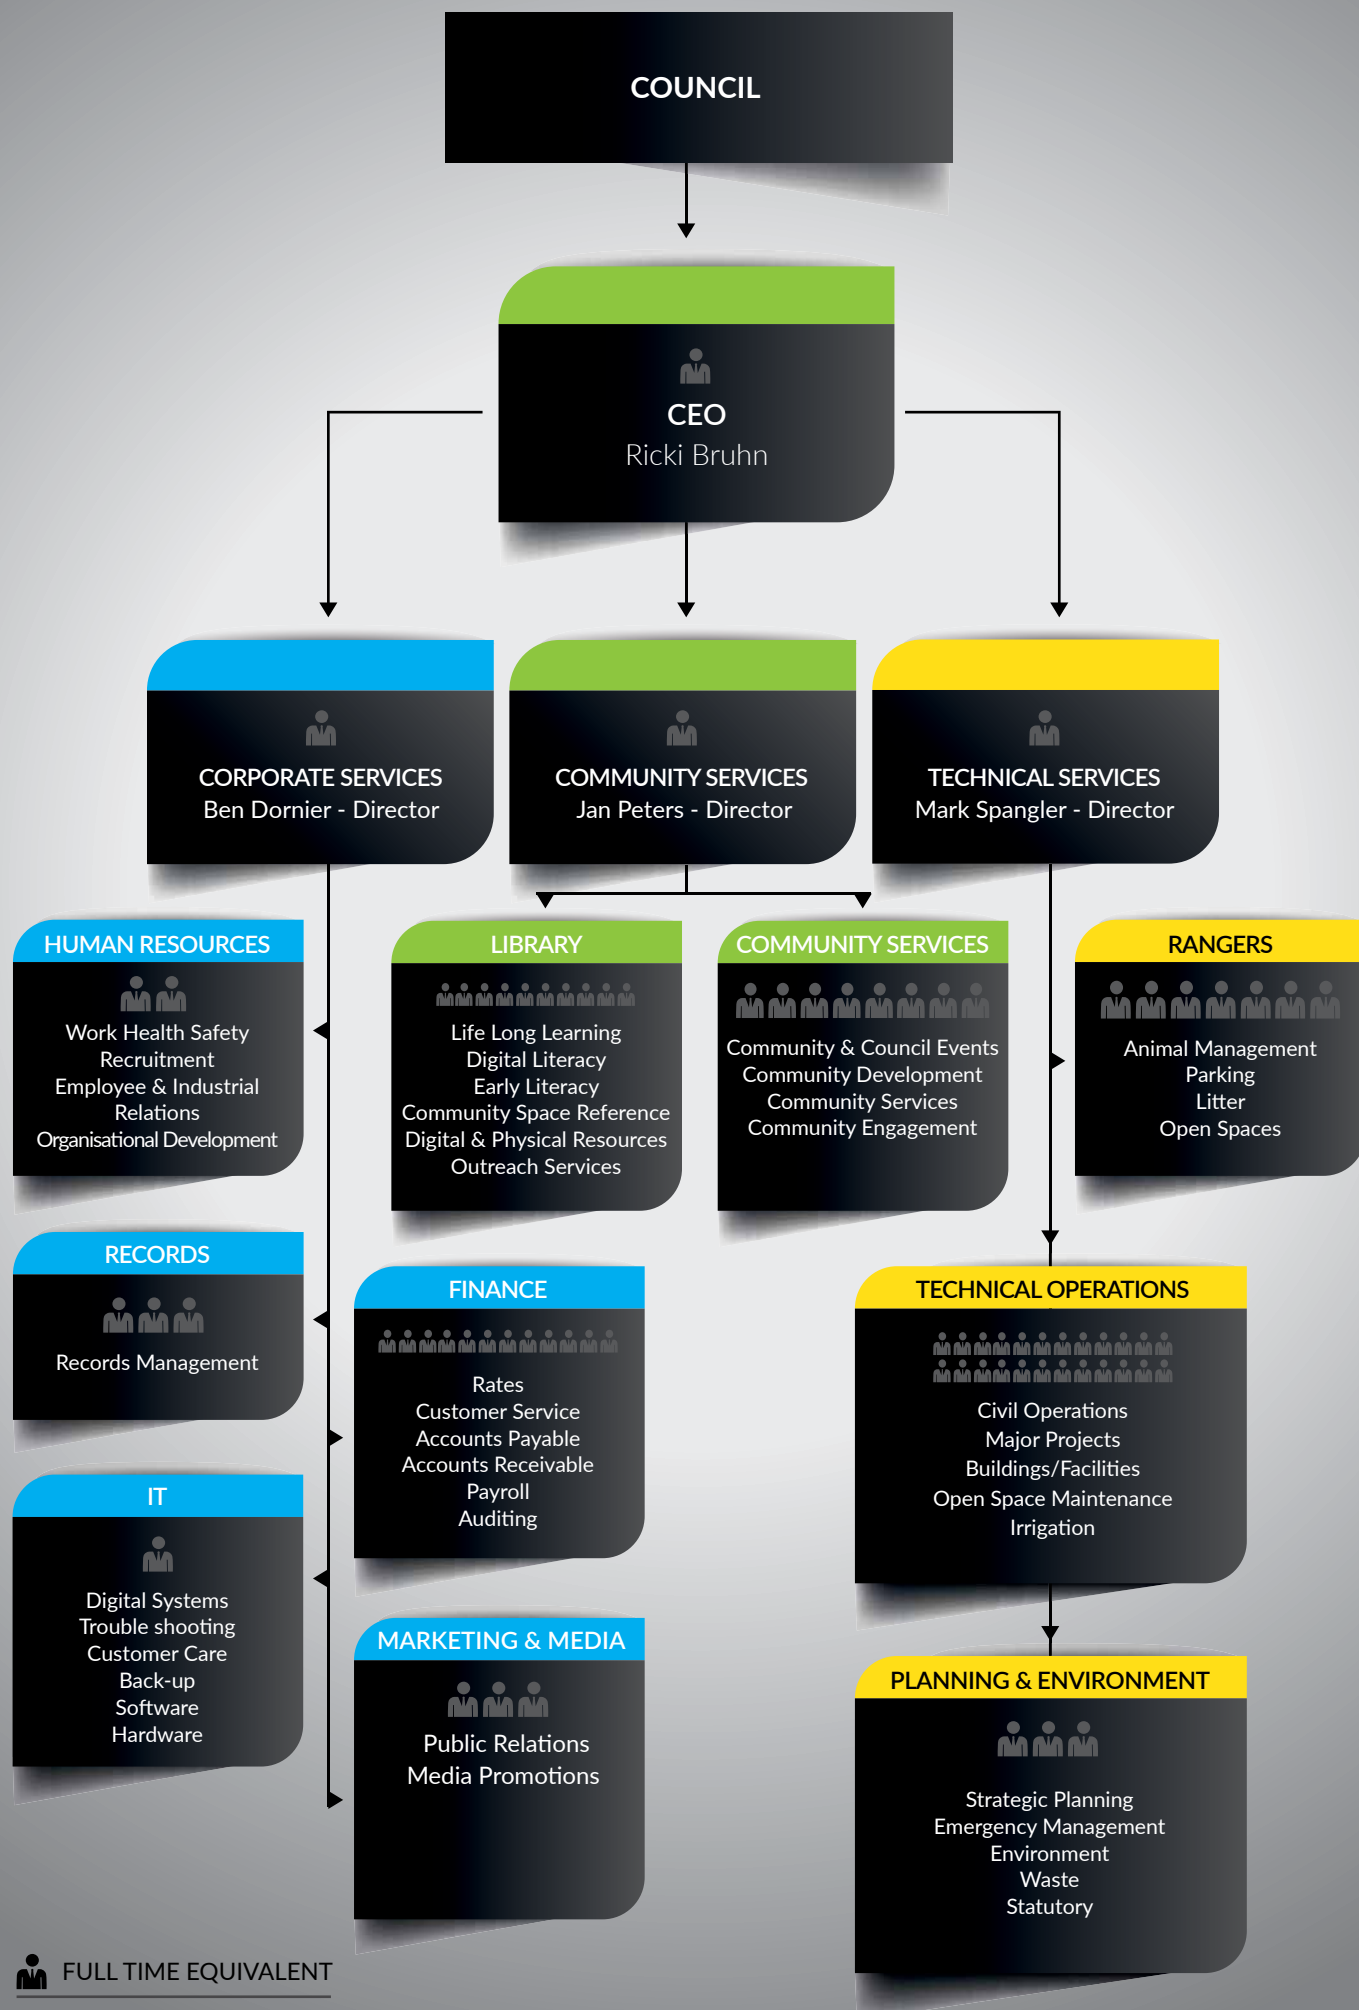 COUNCIL
CEO
Ricki Bruhn
CORPORATE SERVICES
Ben Dornier - Director
COMMUNITY SERVICES
Jan Peters - Director
TECHNICAL SERVICES
Mark Spangler - Director
HUMAN RESOURCES
Work Health Safety
Recruitment
Employee & Industrial
Relations
Organisational Development
LIBRARY
Life Long Learning
Digital Literacy
Early Literacy
Community Space Reference
Digital & Physical Resources
Outreach Services
COMMUNITY SERVICES
Community & Council Events
Community Development
Community Services
Community Engagement
RANGERS
Animal Management
Parking
Litter
Open Spaces
RECORDS
Records Management
FINANCE
Rates
Customer Service
Accounts Payable
Accounts Receivable
Payroll
Auditing
TECHNICAL OPERATIONS
Civil Operations
Major Projects
Buildings/Facilities
Open Space Maintenance
Irrigation
IT
Digital Systems
Trouble shooting
Customer Care
Back-up
Software
Hardware
MARKETING & MEDIA
Public Relations
Media Promotions
PLANNING & ENVIRONMENT
Strategic Planning
Emergency Management
Environment
Waste
Statutory
FULL TIME EQUIVALENT